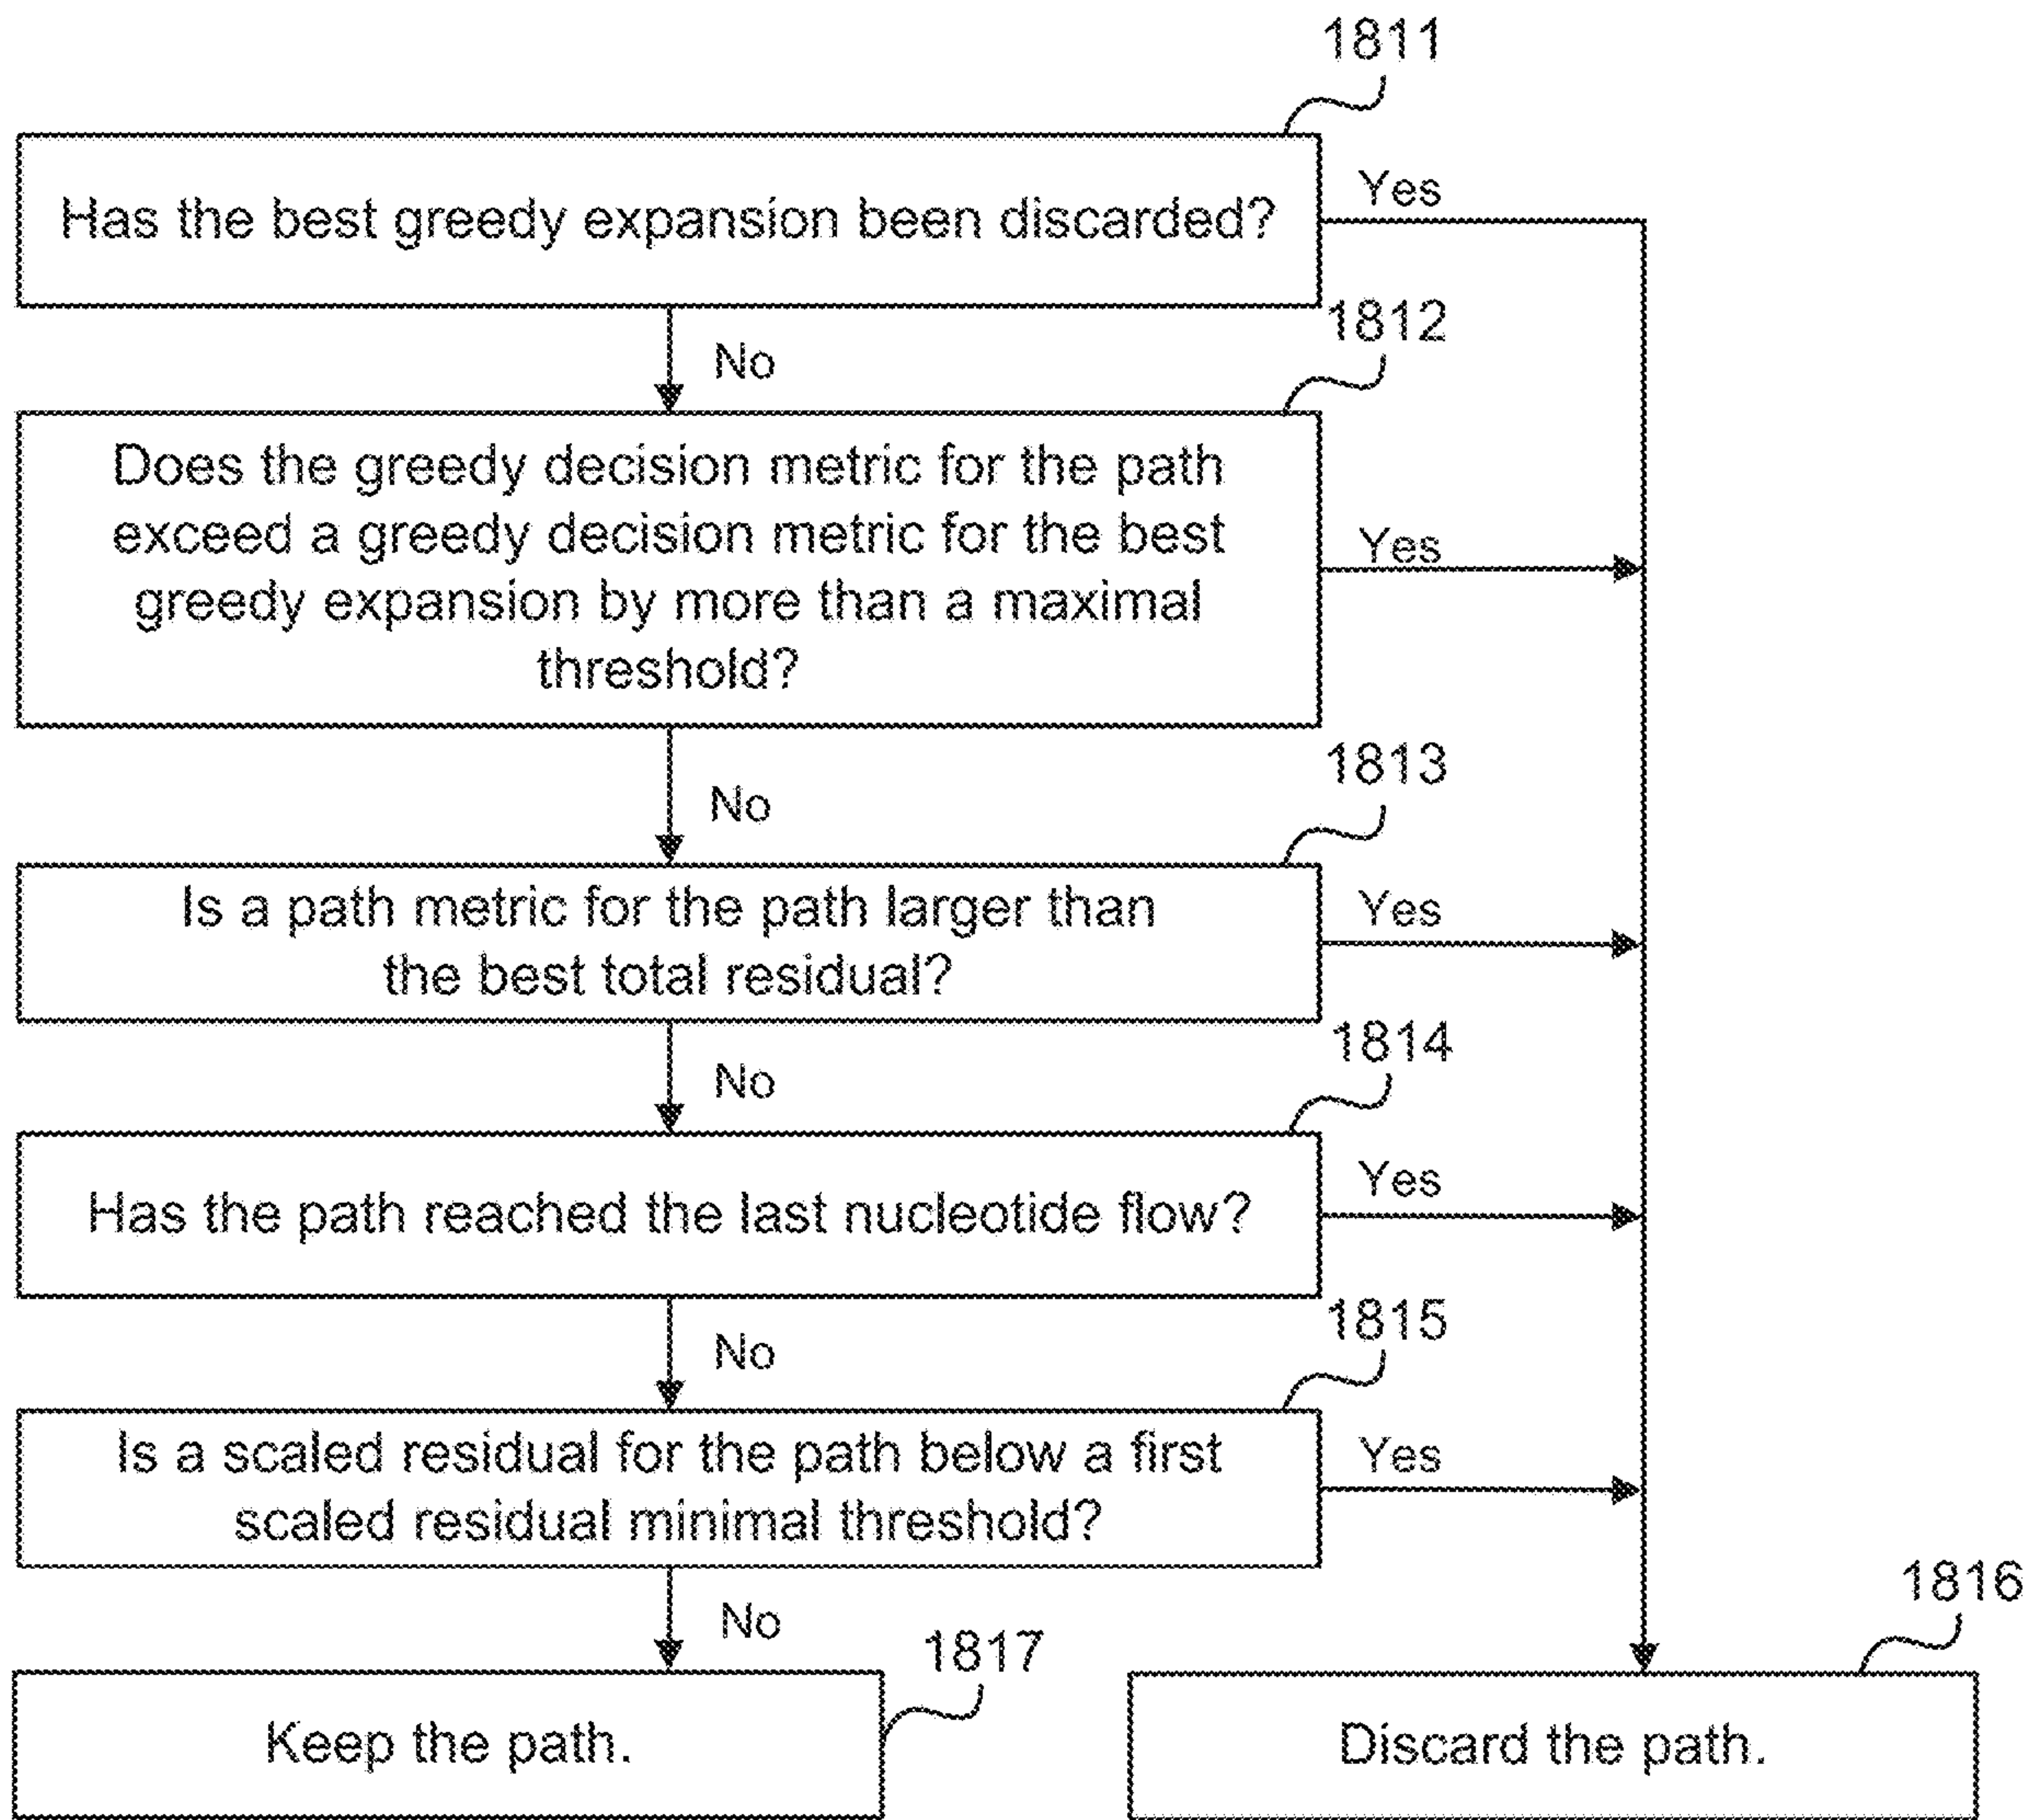 1811
Has the best greedy expansion been discarded?
Yes
No
1812
Does the greedy decision metric for the path
exceed a greedy decision metric for the best
greedy expansion by more than a maximal
threshold?
Yes
No
1813
Is a path metric for the path larger than
the best total residual?
Yes
No
1814
Has the path reached the last nucleotide flow?
Yes
No
1815
Is a scaled residual for the path below a first
scaled residual minimal threshold?
Yes
No
1817
Keep the path.
1816
Discard the path.